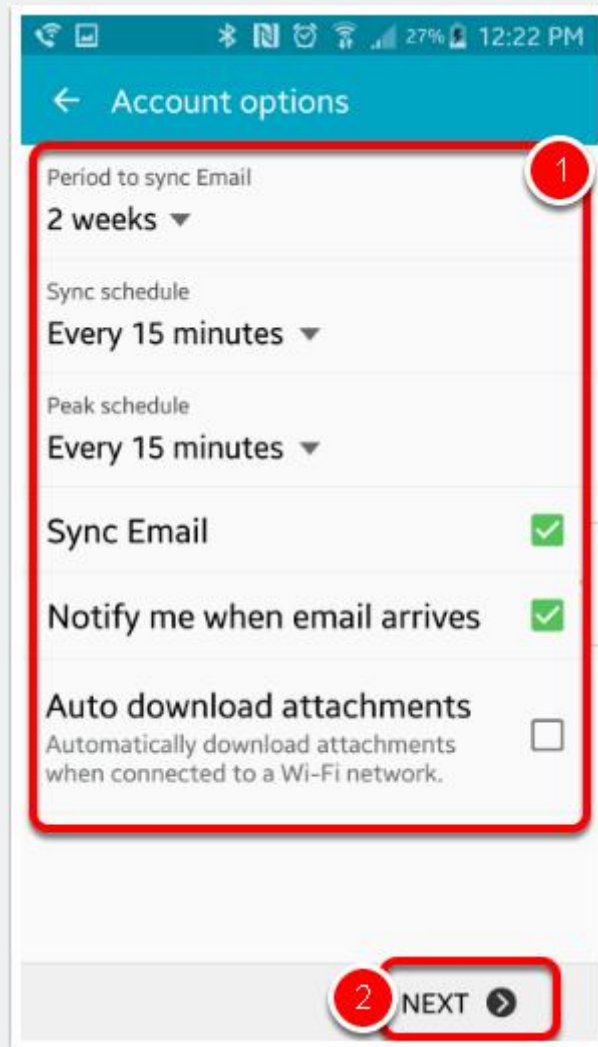 27% 12:22 PM
Account options
1
Period to sync Email
2 weeks
Sync schedule
Every 15 minutes
Peak schedule
Every 15 minutes
Sync Email
Notify me when email arrives
Auto download attachments
Automatically download attachments
when connected to a Wi-Fi network.
2 NEXT